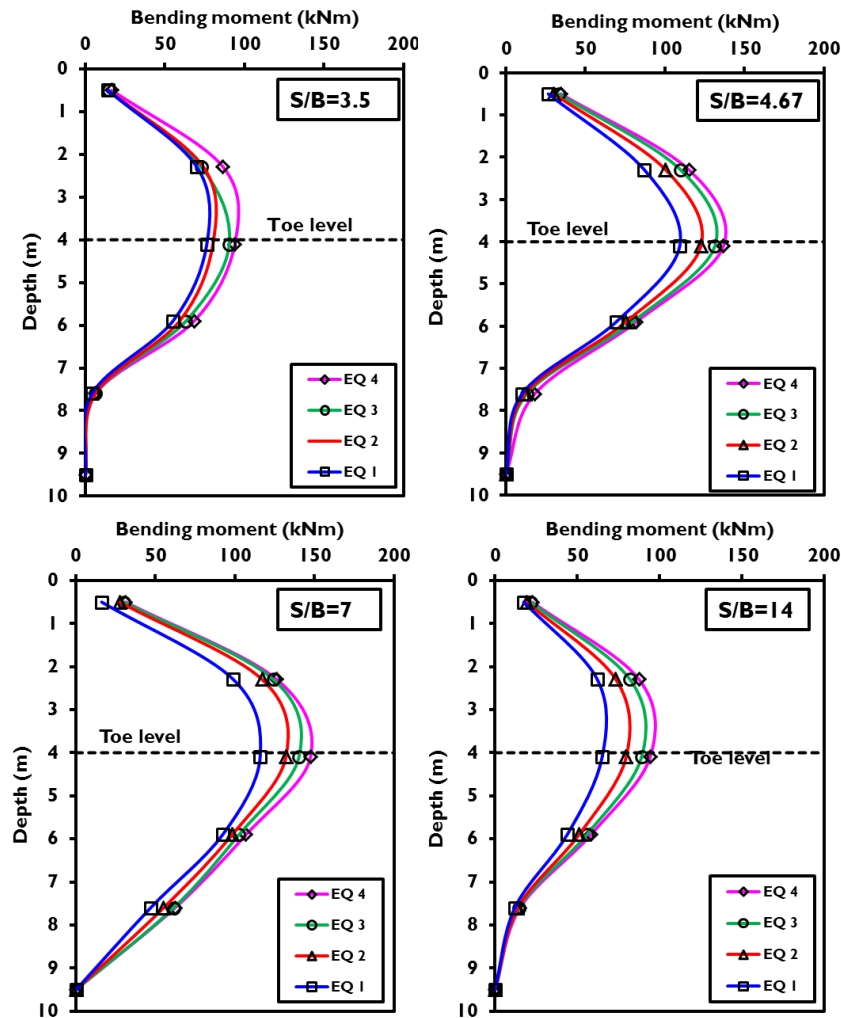 Bending moment (kNm)
0 50 100 150 200
0
1
2
3
4
5
6
7
8
9
10
Depth (m)
S/B=3.5
Toe level
EQ 4
EQ 3
EQ 2
EQ 1
Bending moment (kNm)
0 50 100 150 200
0
1
2
3
4
5
6
7
8
9
10
Depth (m)
S/B=4.67
Toe level
EQ 4
EQ 3
EQ 2
EQ 1
Bending moment (kNm)
0 50 100 150 200
0
1
2
3
4
5
6
7
8
9
10
Depth (m)
S/B=7
Toe level
EQ 4
EQ 3
EQ 2
EQ 1
Bending moment (kNm)
0 50 100 150 200
0
1
2
3
4
5
6
7
8
9
10
Depth (m)
S/B=14
Toe level
EQ 4
EQ 3
EQ 2
EQ 1